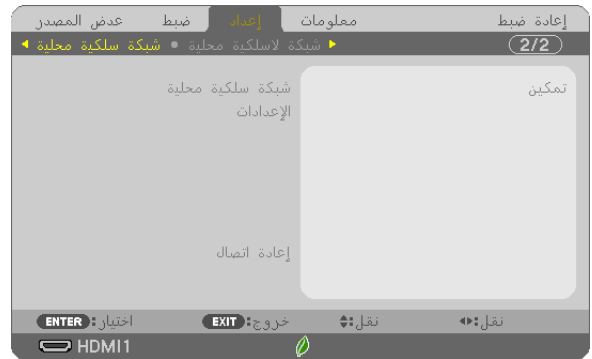 عدض المصدر ضبط إعداد معلومات إعادة ضبط
◀ شبكة سلكية محلية ● شبكة لاسلكية محلية ▶ 2/2
شبكة سلكية محلية
تمكين
الإعدادات
إعادة اتصال
ENTER: اختيار EXIT: خروج نقل: نقل:
HDMI1